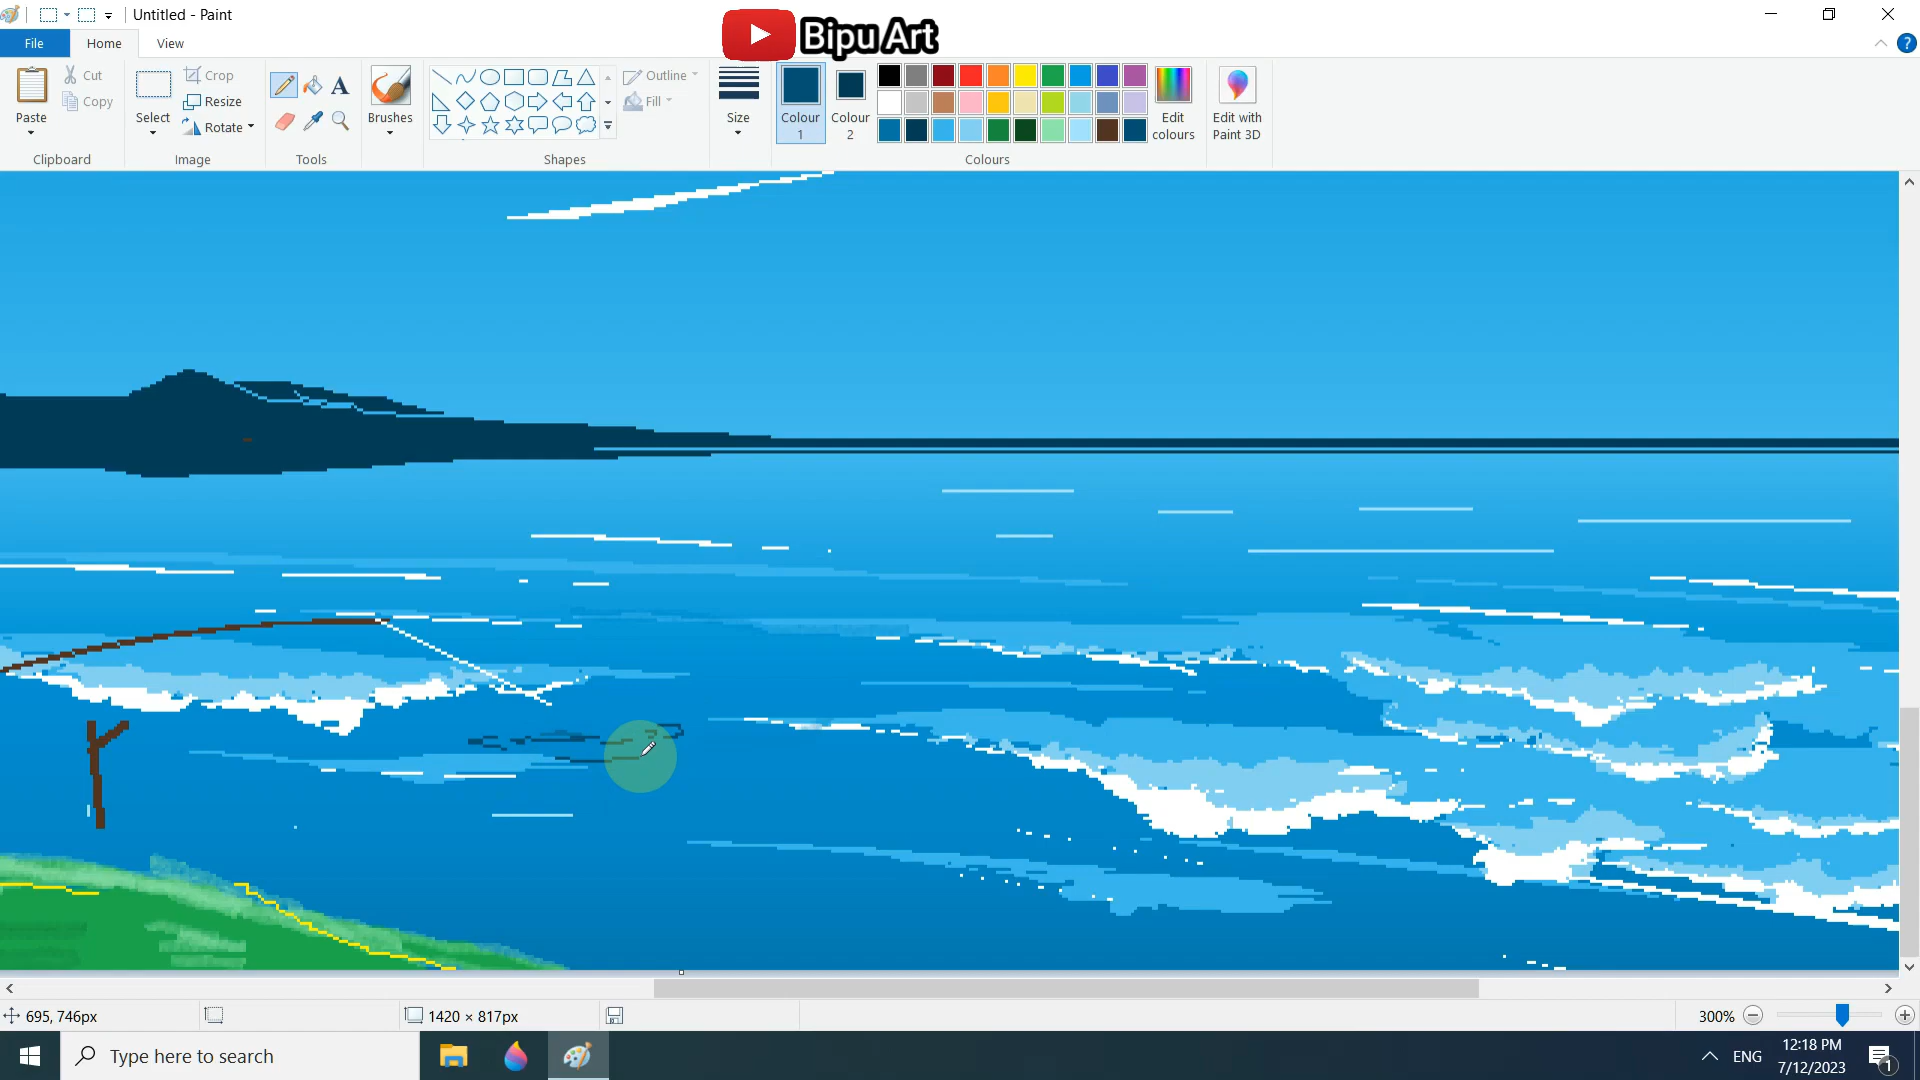 Untitled - Paint
Bipu Art
File
Home
View
?
Paste
Cut
Copy
Clipboard
Select
Crop
Resize
Rotate
Image
A
Tools
Brushes
Outline
Fill
Shapes
Size
Colour
1
Colour
2
Edit
colours
Colours
Edit with
Paint 3D
695, 746px
1420 × 817px
300%
Type here to search
ENG
12:18 PM
7/12/2023
1